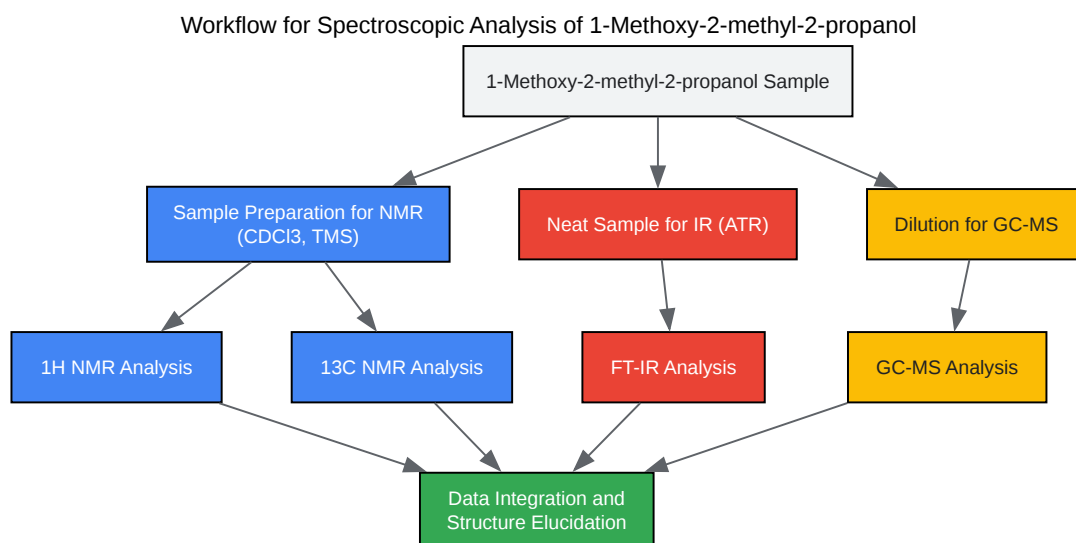 Workflow for Spectroscopic Analysis of 1-Methoxy-2-methyl-2-propanol
1-Methoxy-2-methyl-2-propanol Sample
Sample Preparation for NMR
(CDCl3, TMS)
Neat Sample for IR (ATR)
Dilution for GC-MS
1H NMR Analysis
13C NMR Analysis
FT-IR Analysis
GC-MS Analysis
Data Integration and
Structure Elucidation